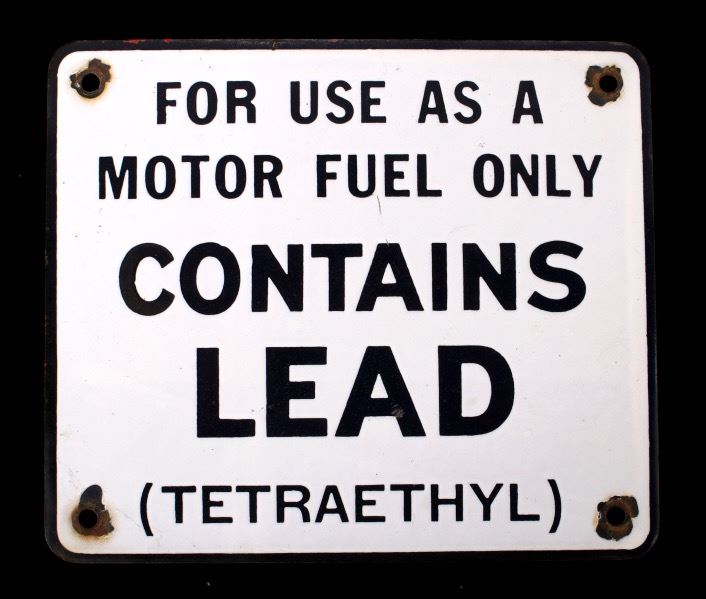 FOR USE AS A
MOTOR FUEL ONLY
CONTAINS
LEAD
(TETRAETHYL)